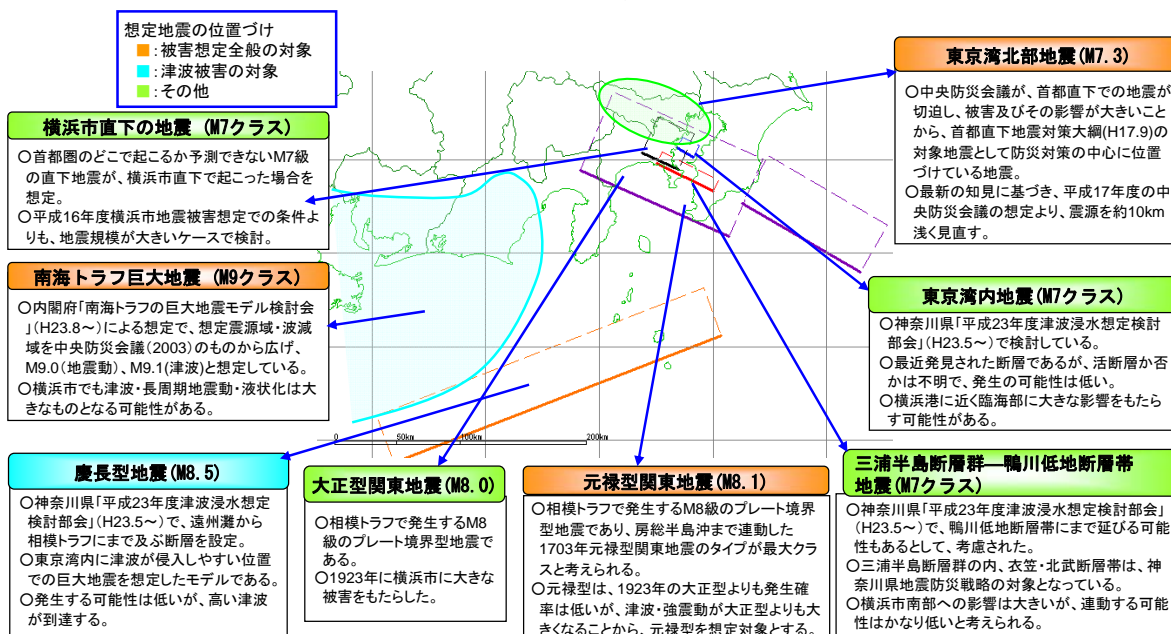 想定地震の位置づけ
■:被害想定全般の対象
■:津波被害の対象
■:その他
横浜市直下の地震 (M7クラス)
○首都圏のどこで起こるか予測できないM7級
の直下地震が、横浜市直下で起こった場合を
想定。
○平成16年度横浜市地震被害想定での条件よ
りも、地震規模が大きいケースで検討。
南海トラフ巨大地震 (M9クラス)
○内閣府「南海トラフの巨大地震モデル検討会
」(H23.8~)による想定で、想定震源域・波源
域を中央防災会議(2003)のものから広げ、
M9.0(地震動)、M9.1(津波)と想定している。
○横浜市でも津波・長周期地震動・液状化は大
きなものとなる可能性がある。
慶長型地震(M8.5)
○神奈川県「平成23年度津波浸水想定
検討部会」(H23.5~)で、遠州灘から
相模トラフにまで及ぶ断層を設定。
○東京湾内に津波が侵入しやすい位置
での巨大地震を想定したモデルである。
○発生する可能性は低いが、高い津波
が到達する。
0 50km 100km 200km
大正型関東地震(M8.0)
○相模トラフで発生するM8
級のプレート境界型地震で
ある。
○1923年に横浜市に大きな
被害をもたらした。
元禄型関東地震(M8.1)
○相模トラフで発生するM8級のプレート境界
型地震であり、房総半島沖まで連動した
1703年元禄型関東地震のタイプが最大クラ
スと考えられる。
○元禄型は、1923年の大正型よりも発生確
率は低いが、津波・強震動が大正型よりも大
きくなることから、元禄型を想定対象とする。
東京湾北部地震(M7.3)
○中央防災会議が、首都直下での地震が
切迫し、被害及びその影響が大きいこと
から、首都直下地震対策大綱(H17.9)の
対象地震として防災対策の中心に位置
づけている地震。
○最新の知見に基づき、平成17年度の中
央防災会議の想定より、震源を約10km
浅く見直す。
東京湾内地震(M7クラス)
○神奈川県「平成23年度津波浸水想定検討
部会」(H23.5~)で検討している。
○最近発見された断層であるが、活断層か否
かは不明で、発生の可能性は低い。
○横浜港に近く臨海部に大きな影響をもたら
す可能性がある。
三浦半島断層群―鴨川低地断層帯
地震(M7クラス)
○神奈川県「平成23年度津波浸水想定検討部会」
(H23.5~)で、鴨川低地断層帯にまで延びる可能
性もあるとして、考慮された。
○三浦半島断層群の内、衣笠・北武断層帯は、神
奈川県地震防災戦略の対象となっている。
○横浜市南部への影響は大きいが、連動する可能
性はかなり低いと考えられる。